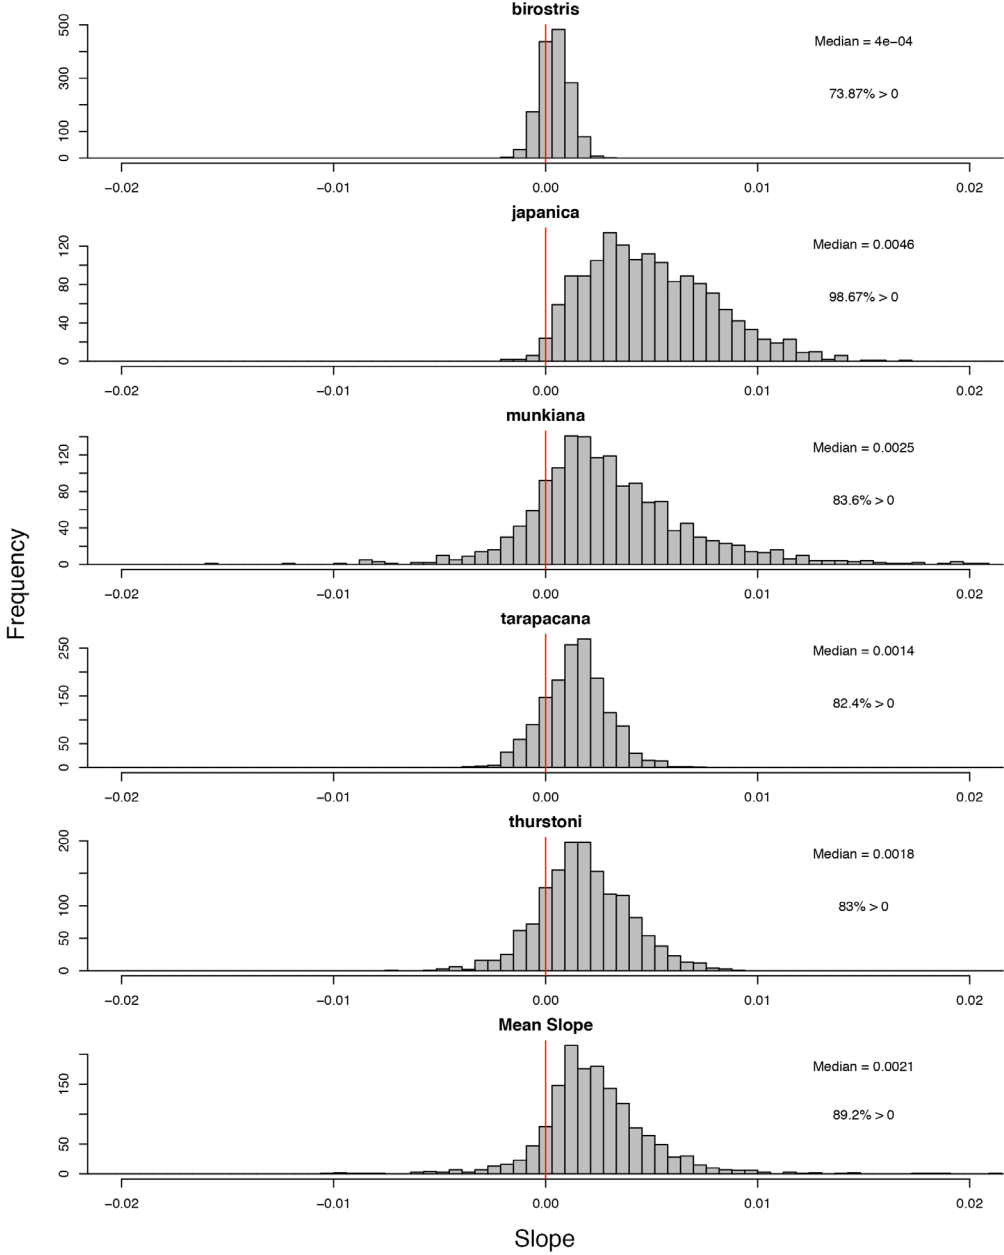 birostris
500
300
100
0
Median = 4e−04
73.87% > 0
−0.02 −0.01 0.00 0.01 0.02
japanica
120
80
40
0
Median = 0.0046
98.67% > 0
−0.02 −0.01 0.00 0.01 0.02
munkiana
120
80
40
0
Median = 0.0025
83.6% > 0
−0.02 −0.01 0.00 0.01 0.02
Frequency
tarapacana
250
150
50
0
Median = 0.0014
82.4% > 0
−0.02 −0.01 0.00 0.01 0.02
thurstoni
200
100
50
0
Median = 0.0018
83% > 0
−0.02 −0.01 0.00 0.01 0.02
Mean Slope
150
50
0
Median = 0.0021
89.2% > 0
−0.02 −0.01 0.00 0.01 0.02
Slope